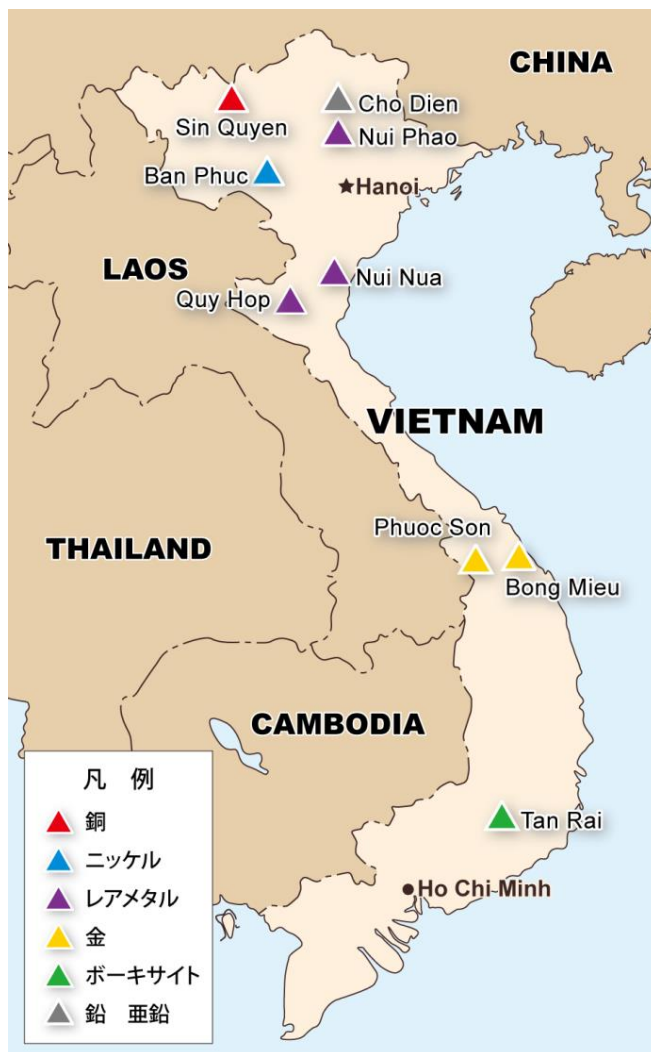 CHINA
Cho Dien
Sin Quyen
Nui Phao
Ban Phuc
Hanoi
LAOS
Nui Nua
Quy Hop
VIETNAM
Phuoc Son
THAILAND
Bong Mieu
CAMBODIA
Tan Rai
Ho Chi Minh
凡 例
銅
ニッケル
レアメタル
金
ボーキサイト
鉛 亜鉛